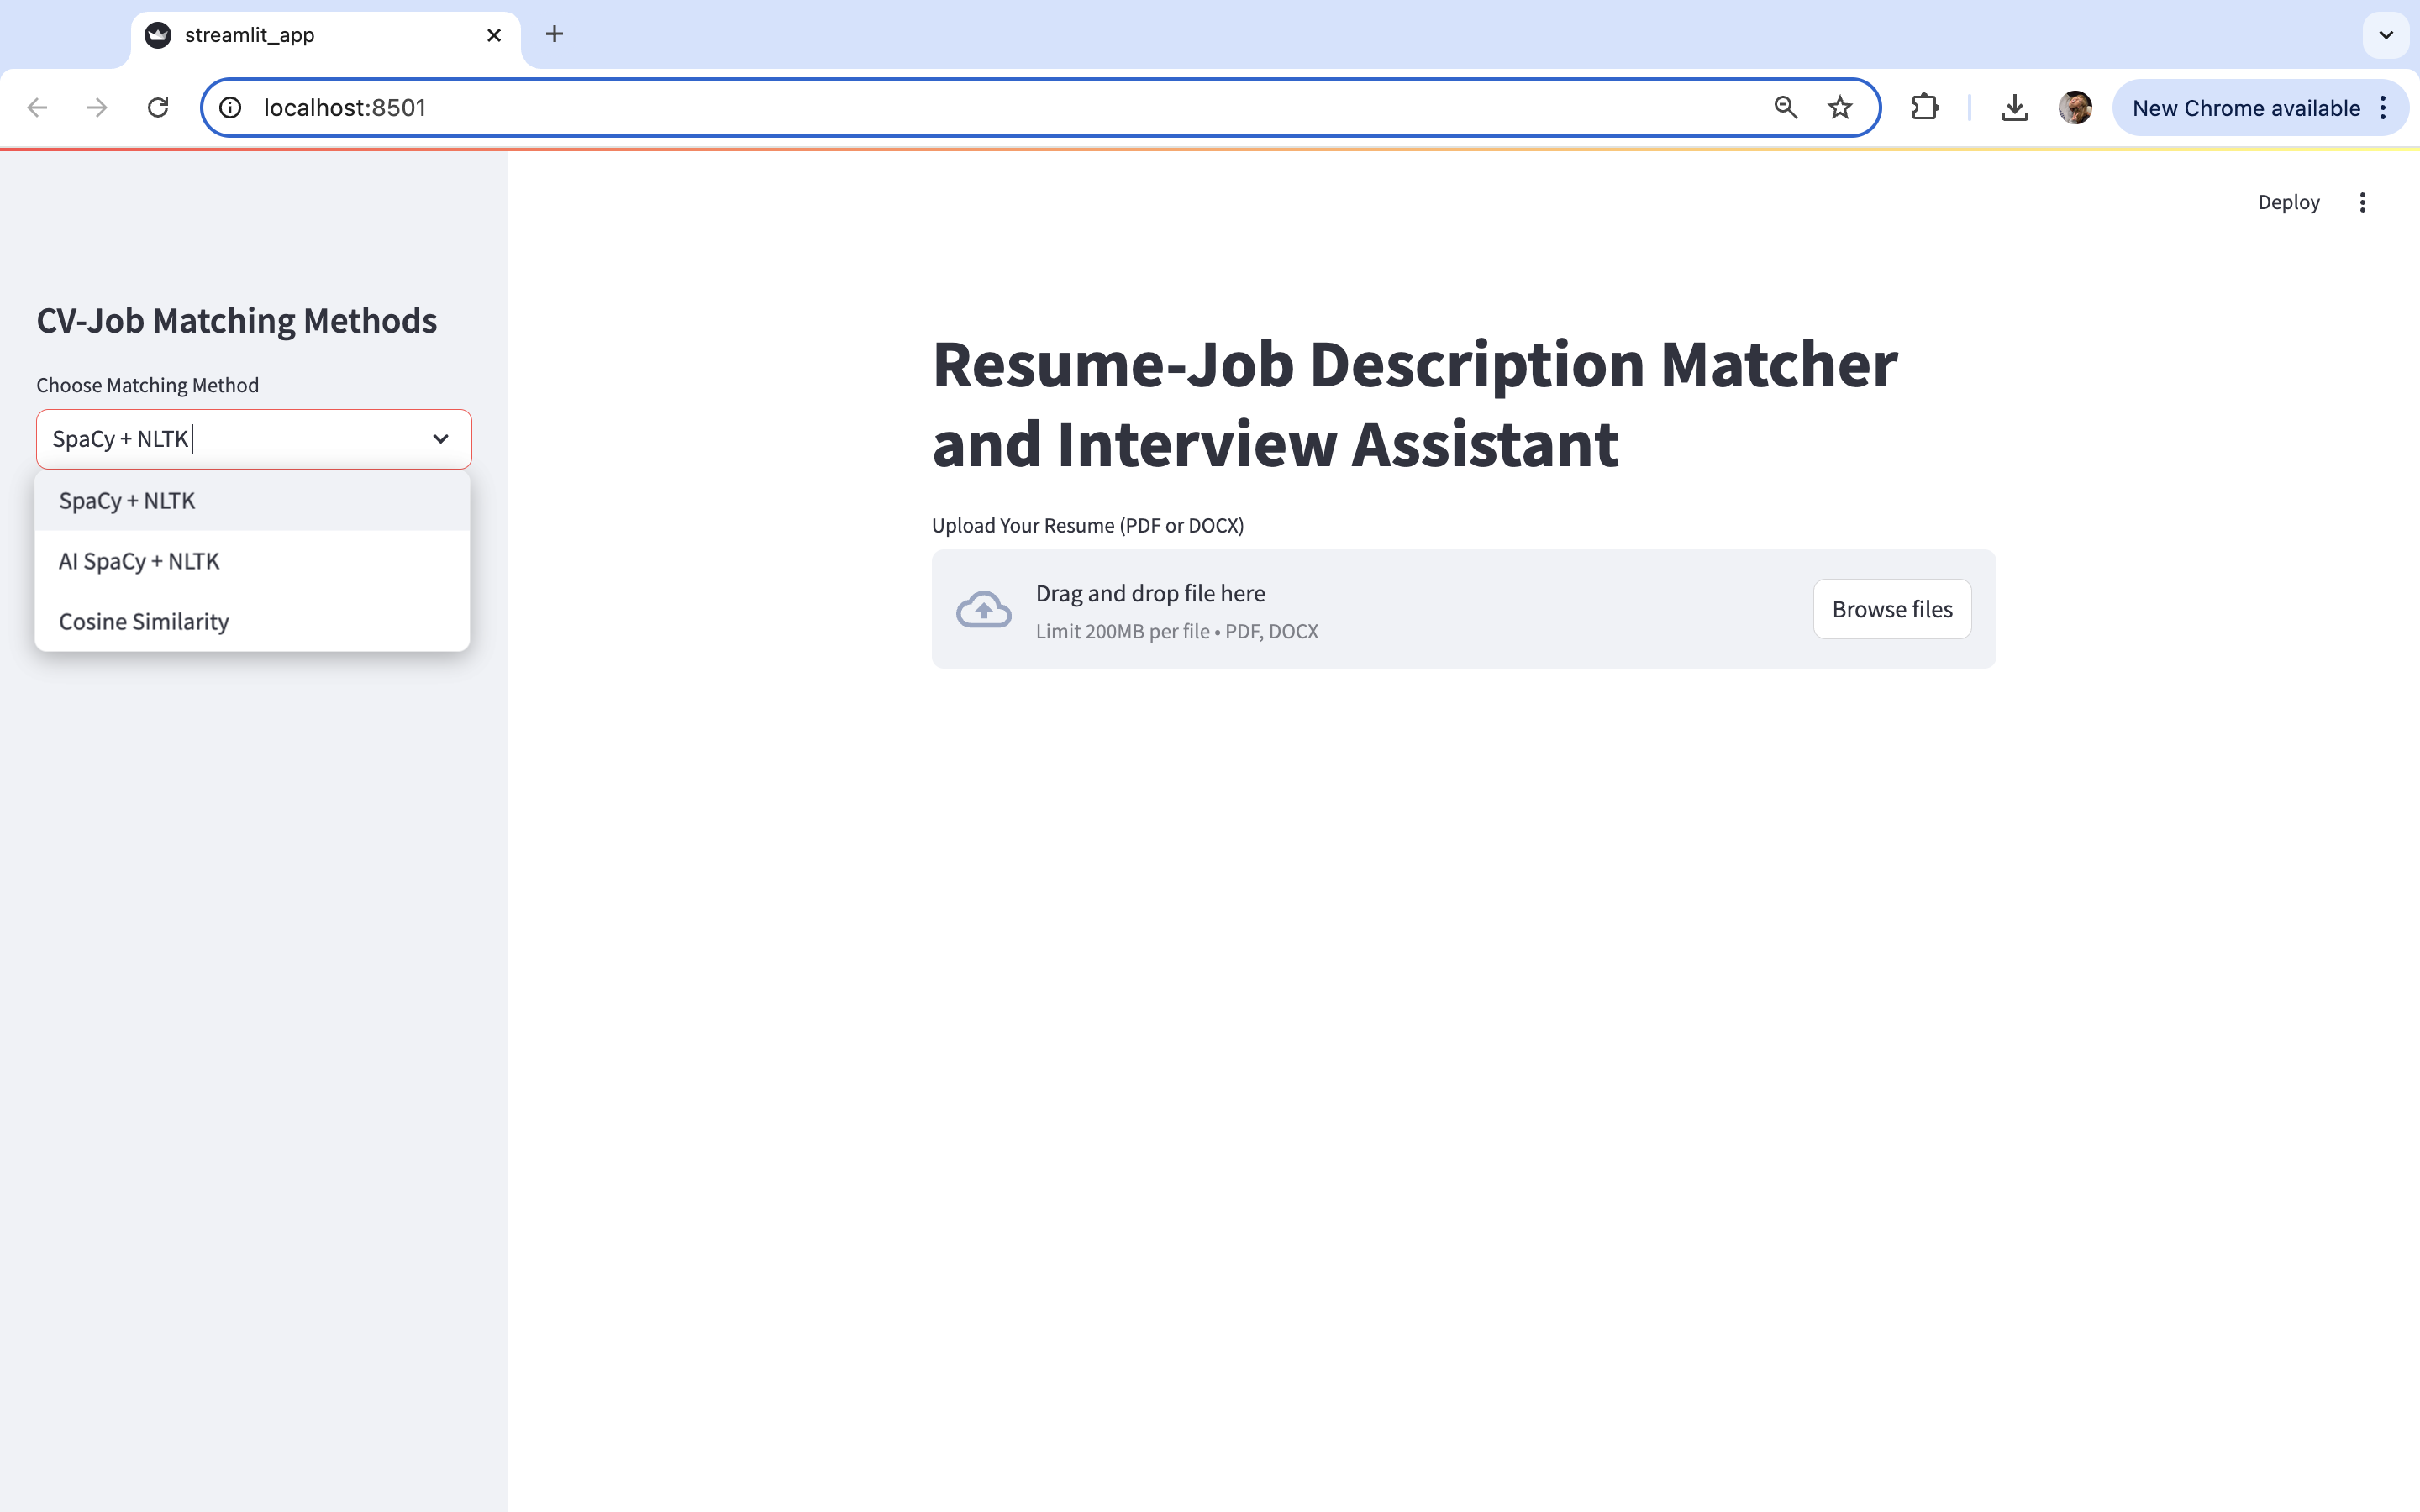 streamlit_app
localhost:8501
New Chrome available
Deploy
CV-Job Matching Methods
Choose Matching Method
SpaCy + NLTK
SpaCy + NLTK
AI SpaCy + NLTK
Cosine Similarity
Resume-Job Description Matcher
and Interview Assistant
Upload Your Resume (PDF or DOCX)
Drag and drop file here
Limit 200MB per file • PDF, DOCX
Browse files